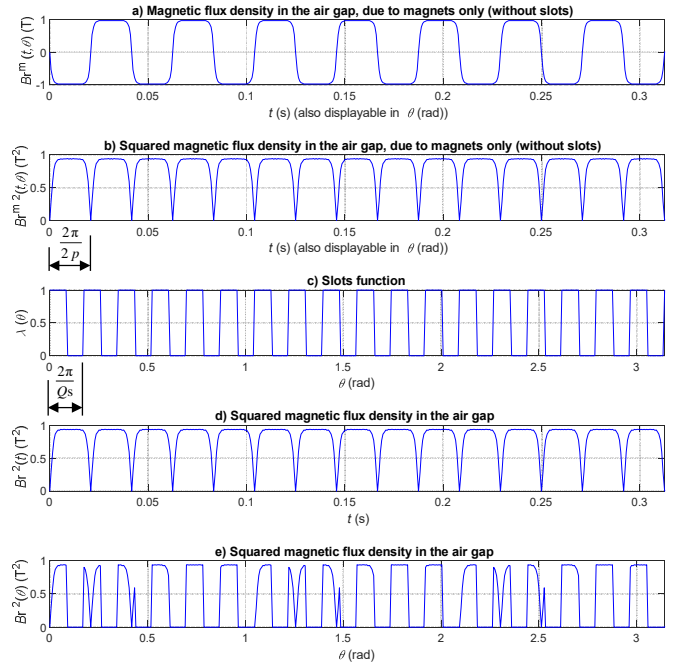 a) Magnetic flux density in the air gap, due to magnets only (without slots)
Br^m (t,θ) (T)
1
0
-1
0 0.05 0.1 0.15 0.2 0.25 0.3
t (s) (also displayable in θ (rad))
b) Squared magnetic flux density in the air gap, due to magnets only (without slots)
Br^m 2(t,θ) (T²)
1
0.5
0
0 0.05 0.1 0.15 0.2 0.25 0.3
t (s) (also displayable in θ (rad))
2π
2 p
c) Slots function
λ (θ)
1
0.5
0
0 0.5 1 1.5 2 2.5 3
θ (rad)
2π
Qs
d) Squared magnetic flux density in the air gap
Br ²(t) (T²)
1
0.5
0
0 0.05 0.1 0.15 0.2 0.25 0.3
t (s)
e) Squared magnetic flux density in the air gap
Br ²(θ) (T²)
1
0.5
0
0 0.5 1 1.5 2 2.5 3
θ (rad)